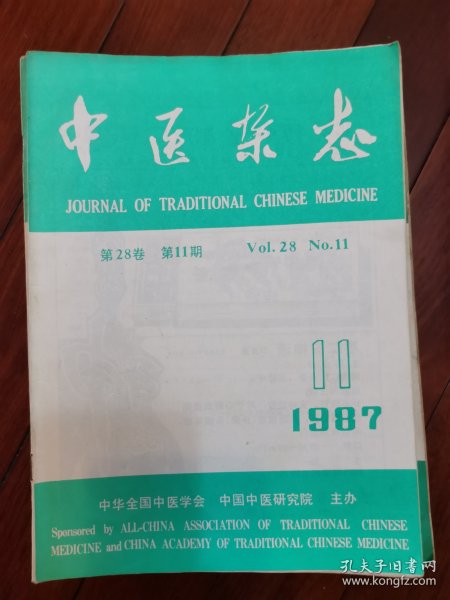 中医杂志
JOURNAL OF TRADITIONAL CHINESE MEDICINE
第28卷 第11期 Vol. 28 No.11
11
1987
中华全国中医学会 中国中医研究院 主办
Sponsored by ALL-CHINA ASSOCIATION OF TRADITIONAL CHINESE
MEDICINE and CHINA ACADEMY OF TRADITIONAL CHINESE MEDICINE
孔夫子旧书网
www.kongfz.com